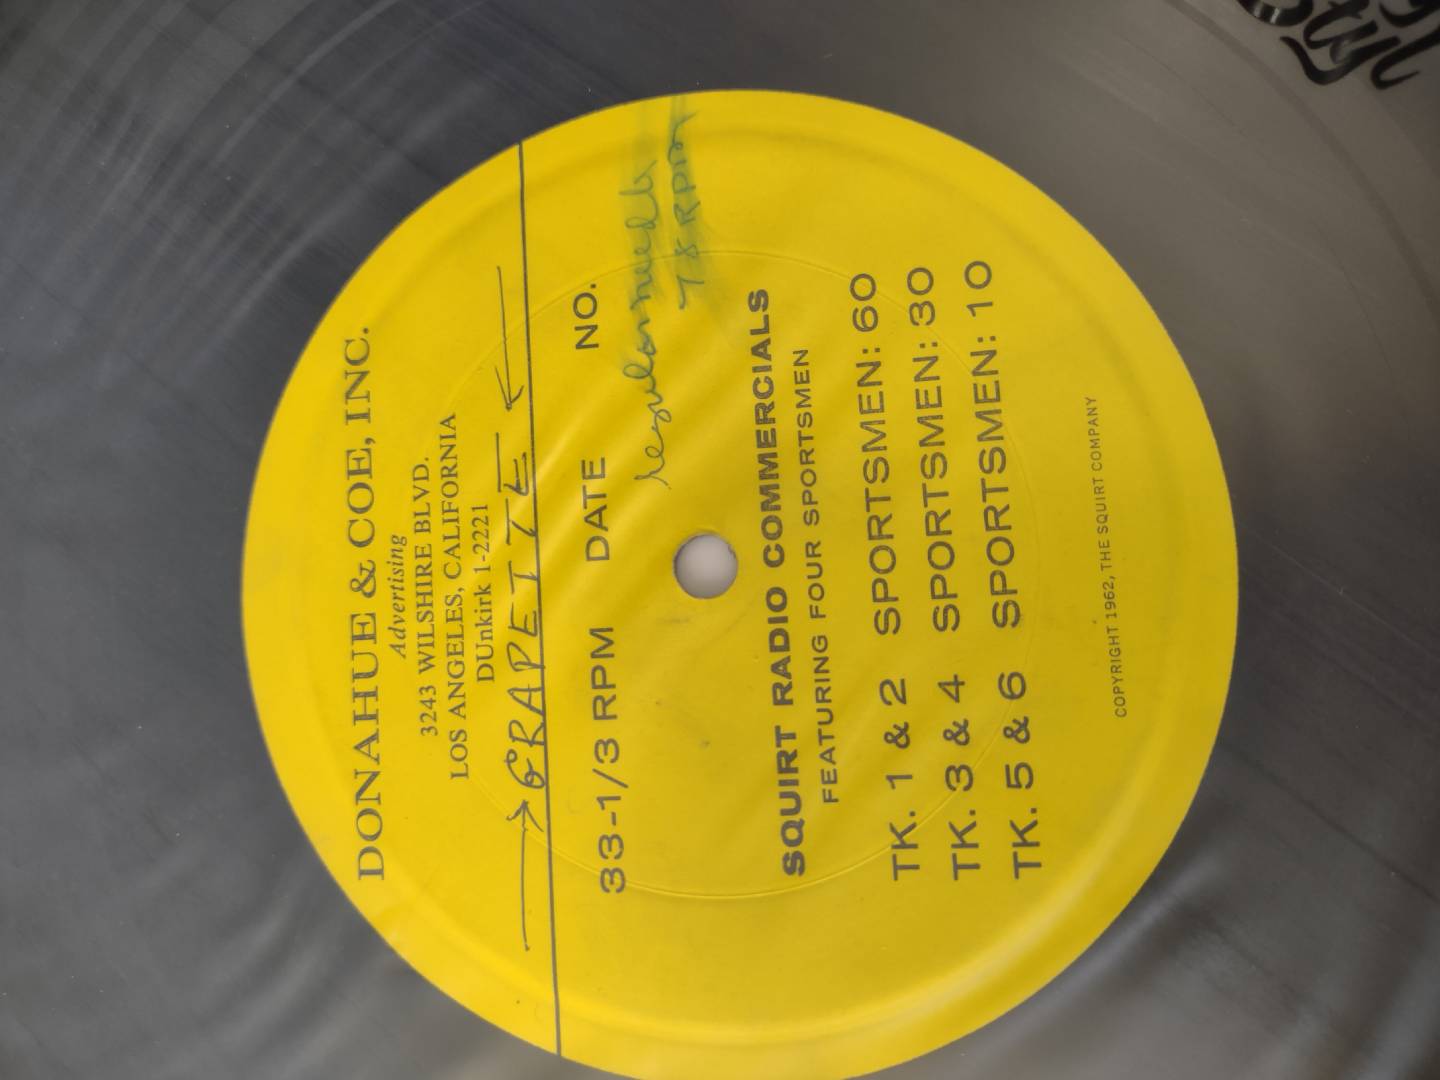 DONAHUE & COE, INC.
Advertising
3243 WILSHIRE BLVD.
LOS ANGELES, CALIFORNIA
DUnkirk 1-2221
→ GRAPEITE ←
33-1/3 RPM DATE NO.
78 RPM
SQUIRT RADIO COMMERCIALS
FEATURING FOUR SPORTSMEN
TK. 1 & 2 SPORTSMEN: 60
TK. 3 & 4 SPORTSMEN: 30
TK. 5 & 6 SPORTSMEN: 10
COPYRIGHT 1962, THE SQUIRT COMPANY